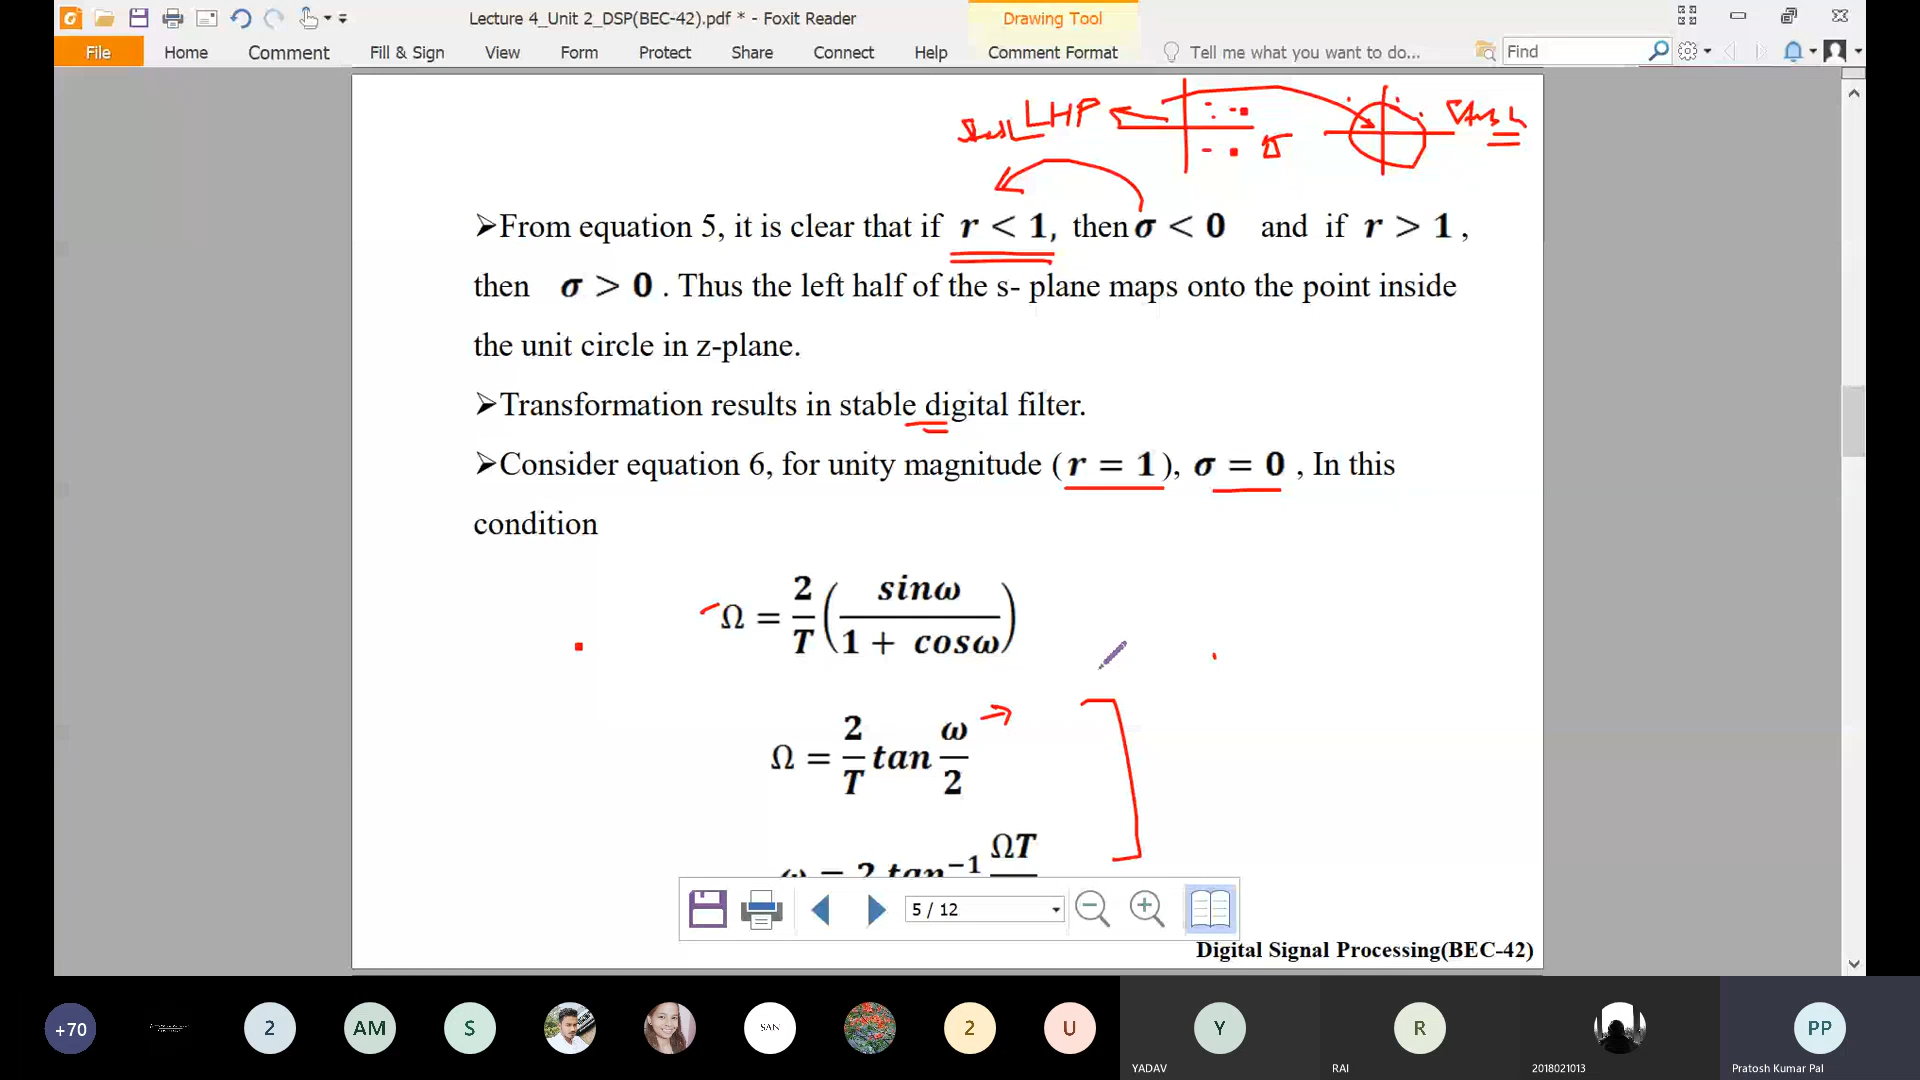 Lecture 4_Unit 2_DSP(BEC-42).pdf * - Foxit Reader
Drawing Tool
File Home Comment Fill & Sign View Form Protect Share Connect Help Comment Format Tell me what you want to do... Find
LHP
➢From equation 5, it is clear that if r < 1, then σ < 0 and if r > 1 ,
then σ > 0 . Thus the left half of the s- plane maps onto the point inside
the unit circle in z-plane.
➢Transformation results in stable digital filter.
➢Consider equation 6, for unity magnitude (r = 1), σ = 0 , In this
condition
Ω = 2/T (sinω / 1 + cosω)
Ω = 2/T tan ω/2
ω = 2 tan⁻¹ ΩT
5 / 12
Digital Signal Processing(BEC-42)
+70 2 AM S SAN 2 U Y R PP
YADAV RAI 2018021013 Pratosh Kumar Pal